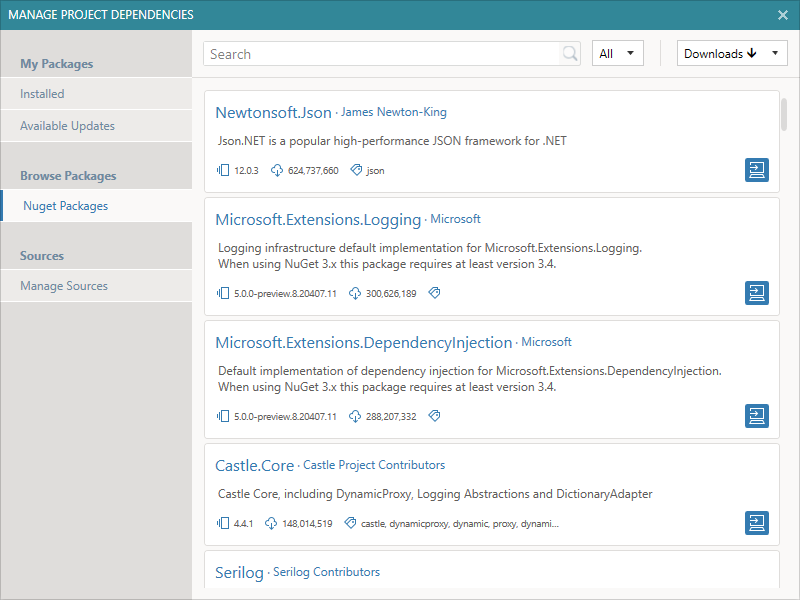 MANAGE PROJECT DEPENDENCIES
My Packages
Installed
Available Updates
Browse Packages
Nuget Packages
Sources
Manage Sources
Search
All
Downloads
Newtonsoft.Json · James Newton-King
Json.NET is a popular high-performance JSON framework for .NET
12.0.3 624,737,660 json
Microsoft.Extensions.Logging · Microsoft
Logging infrastructure default implementation for Microsoft.Extensions.Logging.
When using NuGet 3.x this package requires at least version 3.4.
5.0.0-preview.8.20407.11 300,626,189
Microsoft.Extensions.DependencyInjection · Microsoft
Default implementation of dependency injection for Microsoft.Extensions.DependencyInjection.
When using NuGet 3.x this package requires at least version 3.4.
5.0.0-preview.8.20407.11 288,207,332
Castle.Core · Castle Project Contributors
Castle Core, including DynamicProxy, Logging Abstractions and DictionaryAdapter
4.4.1 148,014,519 castle, dynamicproxy, dynamic, proxy, dynami...
Serilog · Serilog Contributors